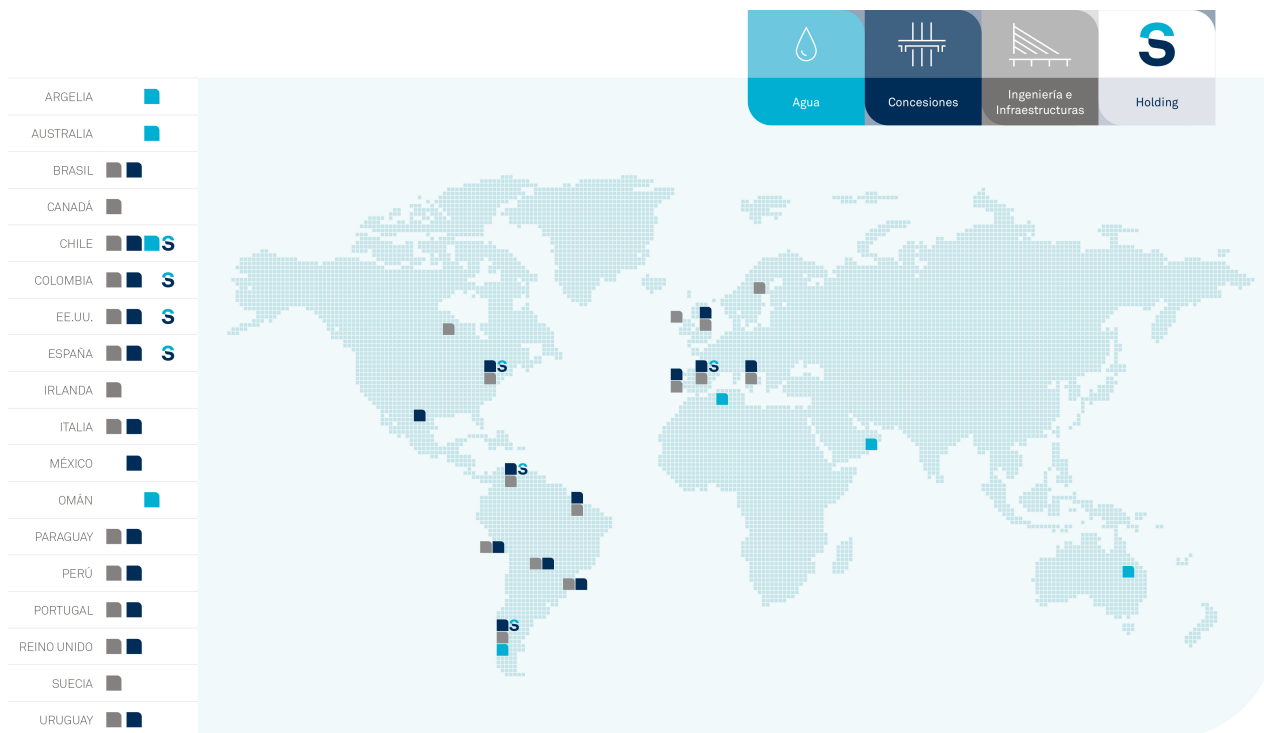 Agua
Concesiones
Ingeniería e
Infraestructuras
S
Holding
ARGELIA
AUSTRALIA
BRASIL
CANADÁ
CHILE S
COLOMBIA S
EE.UU. S
ESPAÑA S
IRLANDA
ITALIA
MÉXICO
OMÁN
PARAGUAY
PERÚ
PORTUGAL
REINO UNIDO
SUECIA
URUGUAY
S
S
S
S